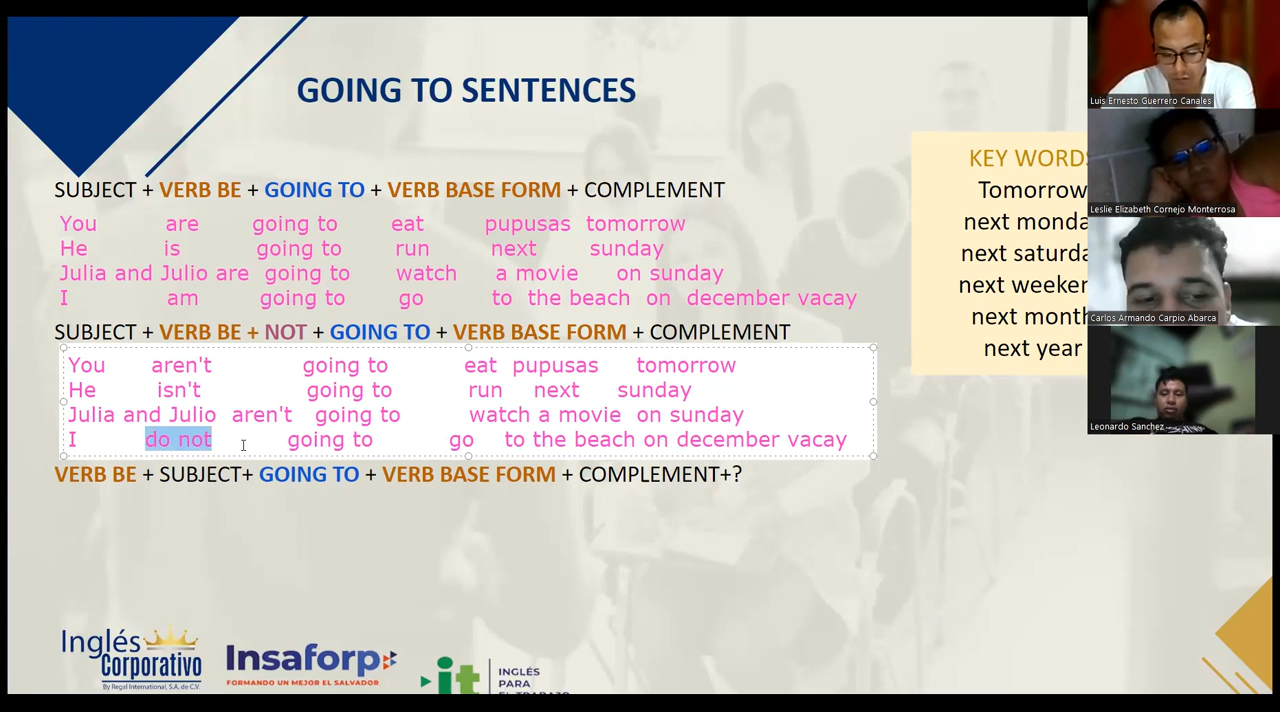 GOING TO SENTENCES
SUBJECT + VERB BE + GOING TO + VERB BASE FORM + COMPLEMENT
You are going to eat pupusas tomorrow
He is going to run next sunday
Julia and Julio are going to watch a movie on sunday
I am going to go to the beach on december vacay
SUBJECT + VERB BE + NOT + GOING TO + VERB BASE FORM + COMPLEMENT
You aren't going to eat pupusas tomorrow
He isn't going to run next sunday
Julia and Julio aren't going to watch a movie on sunday
I do not going to go to the beach on december vacay
VERB BE + SUBJECT+ GOING TO + VERB BASE FORM + COMPLEMENT+?
KEY WORDS
Tomorrow
next monda
next saturda
next weeken
next month
next year
Luis Ernesto Guerrero Canales
Leslie Elizabeth Cornejo Monterrosa
Carlos Armando Carpio Abarca
Leonardo Sanchez
Inglés
Corporativo
By Regal International, S.A. de C.V.
Insaforp
FORMANDO UN MEJOR EL SALVADOR
it
INGLÉS
PARA
EL TRABAJO